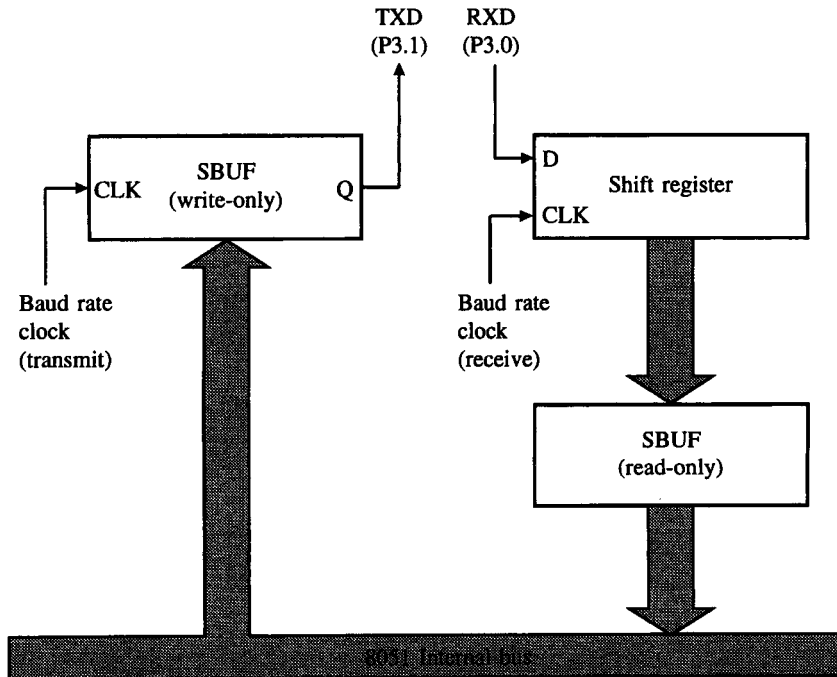 TXD
(P3.1)
RXD
(P3.0)
SBUF
(write-only)
CLK
Q
D
CLK
Shift register
Baud rate
clock
(transmit)
Baud rate
clock
(receive)
SBUF
(read-only)
8051 Internal bus